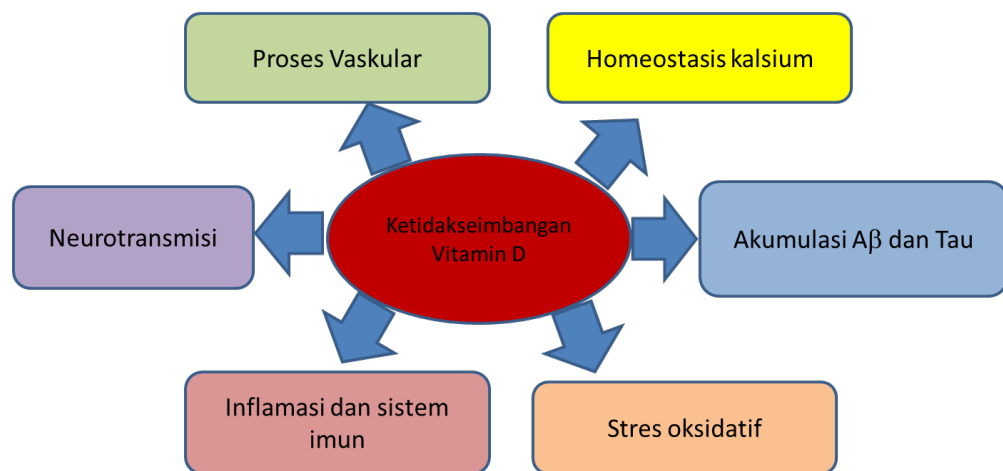 Proses Vaskular
Homeostasis kalsium
Ketidakseimbangan
Vitamin D
Neurotransmisi
Akumulasi Aβ dan Tau
Inflamasi dan sistem
imun
Stres oksidatif